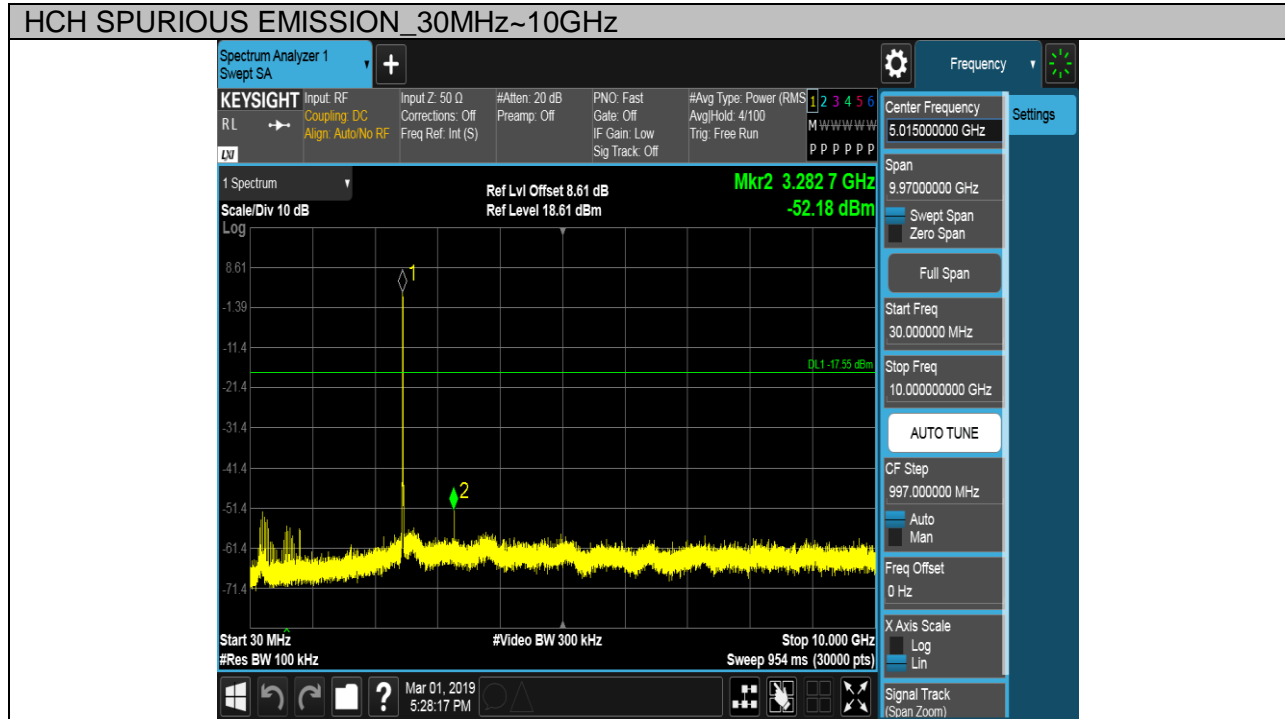 HCH SPURIOUS EMISSION_30MHz~10GHz
Spectrum Analyzer 1
Swept SA
+
Frequency
KEYSIGHT
RL
LXI
Input: RF
Coupling: DC
Align: Auto/No RF
Input Z: 50 Ω
Corrections: Off
Freq Ref: Int (S)
#Atten: 20 dB
Preamp: Off
PNO: Fast
Gate: Off
IF Gain: Low
Sig Track: Off
#Avg Type: Power (RMS
Avg|Hold: 4/100
Trig: Free Run
1 2 3 4 5 6
M W W W W W
P P P P P P
1 Spectrum
Scale/Div 10 dB
Log
Ref Lvl Offset 8.61 dB
Ref Level 18.61 dBm
Mkr2 3.282 7 GHz
-52.18 dBm
8.61
-1.39
-11.4
-21.4
-31.4
-41.4
-51.4
-61.4
-71.4
1
2
DL1 -17.55 dBm
Start 30 MHz
#Res BW 100 kHz
#Video BW 300 kHz
Stop 10.000 GHz
Sweep 954 ms (30000 pts)
Center Frequency
5.015000000 GHz
Settings
Span
9.97000000 GHz
Swept Span
Zero Span
Full Span
Start Freq
30.000000 MHz
Stop Freq
10.000000000 GHz
AUTO TUNE
CF Step
997.000000 MHz
Auto
Man
Freq Offset
0 Hz
X Axis Scale
Log
Lin
Signal Track
(Span Zoom)
?
Mar 01, 2019
5:28:17 PM